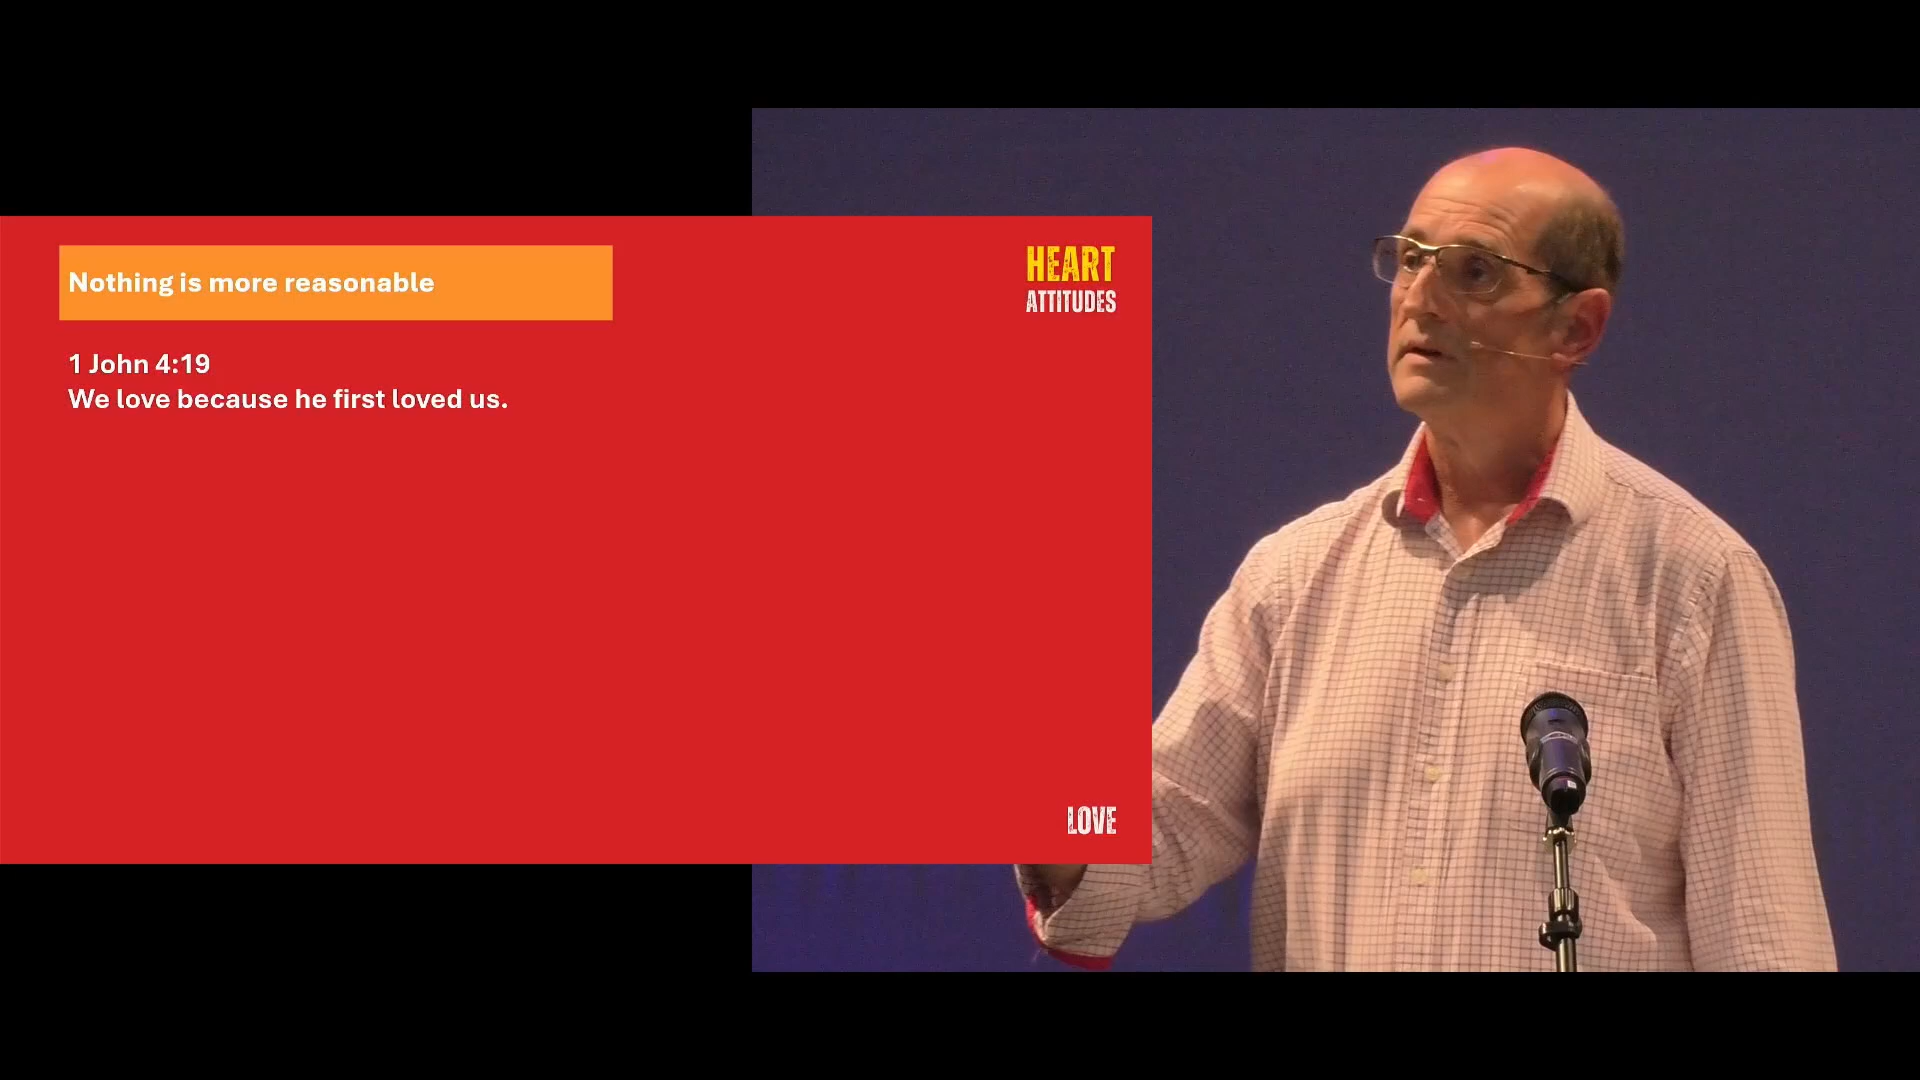 Nothing is more reasonable
HEART
ATTITUDES
1 John 4:19
We love because he first loved us.
LOVE